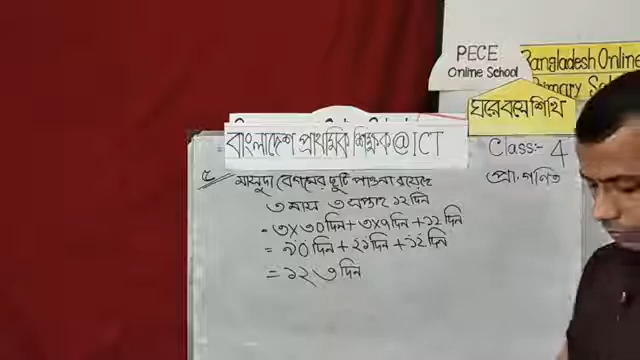 PECE
Online School
Bangladesh Online
Primary Sc
ঘরে বসে শিখি
বাংলাদেশ প্রাথমিক শিক্ষক@ICT
Class:- 4
প্রা. গনিত
৫
মাসুদা বেগমের ছুটি পাওনা রয়েছে
৩ মাস ৩ সপ্তাহ ১২ দিন
= ৩×৩০ দিন + ৩×৭ দিন + ১২ দিন
= ৯০ দিন + ২১ দিন + ১২ দিন
= ১২৩ দিন